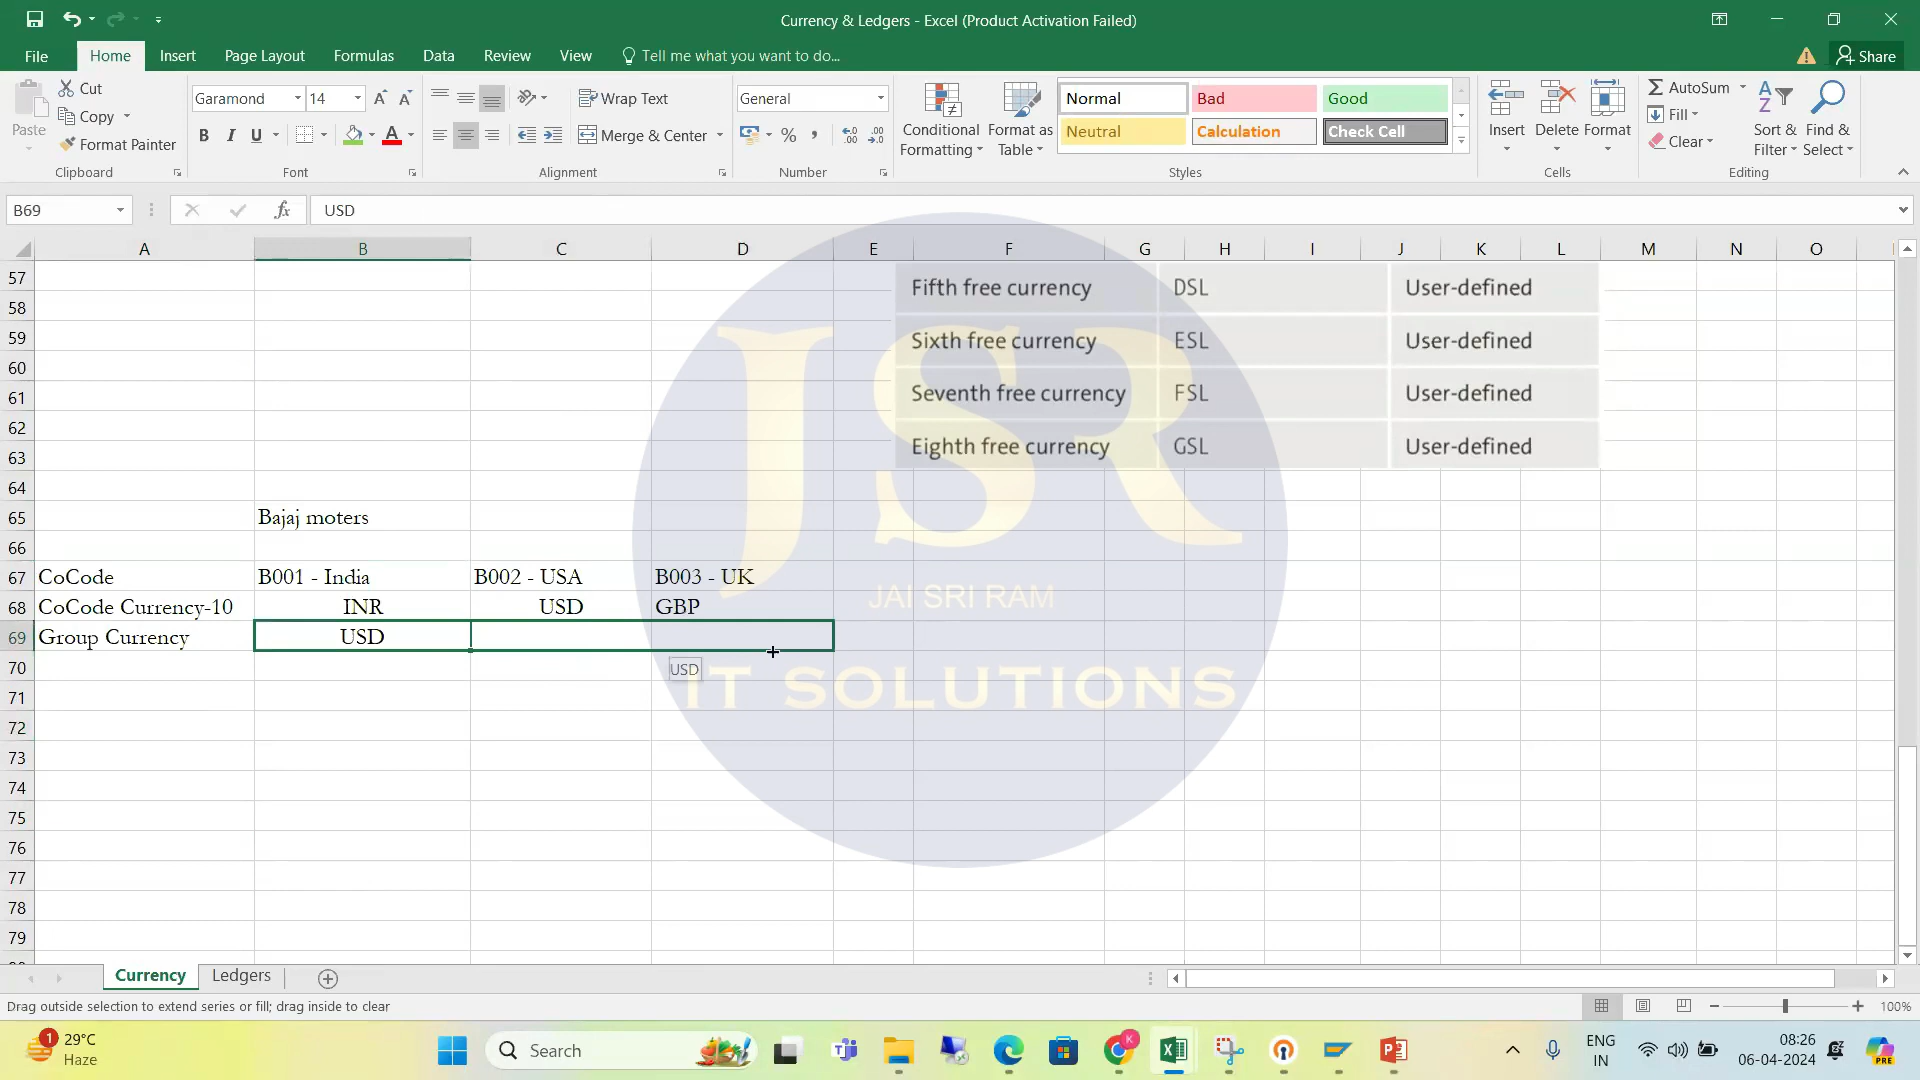 Currency & Ledgers - Excel (Product Activation Failed)
File Home Insert Page Layout Formulas Data Review View Tell me what you want to do... Share
Paste Cut Copy Format Painter Clipboard
Garamond 14 B I U A Font
Wrap Text Merge & Center Alignment
General % , Number
Conditional Formatting Format as Table
Normal Bad Good
Neutral Calculation Check Cell
Styles
Insert Delete Format Cells
AutoSum Fill Clear Sort & Filter Find & Select Editing
B69 fx USD
A B C D E F G H I J K L M N O
57 Fifth free currency DSL User-defined
58
59 Sixth free currency ESL User-defined
60
61 Seventh free currency FSL User-defined
62
63 Eighth free currency GSL User-defined
64
65 Bajaj moters
66
67 CoCode B001 - India B002 - USA B003 - UK
68 CoCode Currency-10 INR USD GBP
69 Group Currency USD
70 USD
71
72
73
74
75
76
77
78
79
JSR
JAI SRI RAM
IT SOLUTIONS
Currency Ledgers
Drag outside selection to extend series or fill; drag inside to clear 100%
1 29°C
Haze
Search
K
ENG
IN
08:26
06-04-2024
PRE